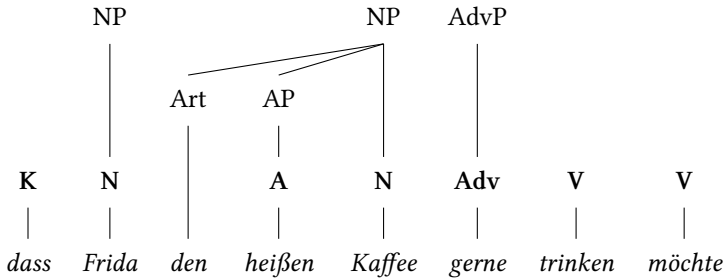 NP NP AdvP
Art AP
K N A N Adv V V
dass Frida den heißen Kaffee gerne trinken möchte